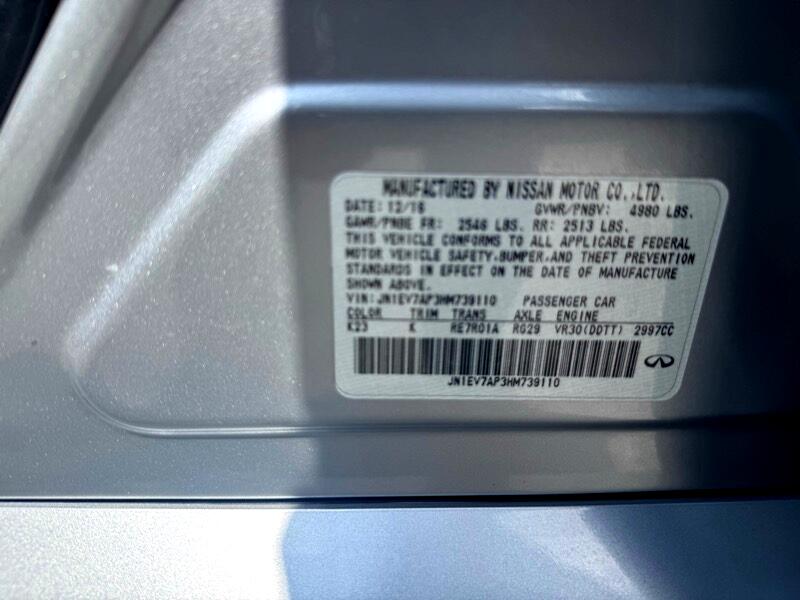 MANUFACTURED BY NISSAN MOTOR CO.,LTD.
DATE: 12/16 GVWR/PNBV: 4980 LBS.
GAWR/PNBE FR: 2546 LBS. RR: 2513 LBS.
THIS VEHICLE CONFORMS TO ALL APPLICABLE FEDERAL
MOTOR VEHICLE SAFETY,BUMPER,AND THEFT PREVENTION
STANDARDS IN EFFECT ON THE DATE OF MANUFACTURE
SHOWN ABOVE.
VIN:JN1EV7AP3HM739110 PASSENGER CAR
COLOR TRIM TRANS AXLE ENGINE
K23 K RE7R01A RG29 VR30(DDTT) 2997CC
JN1EV7AP3HM739110